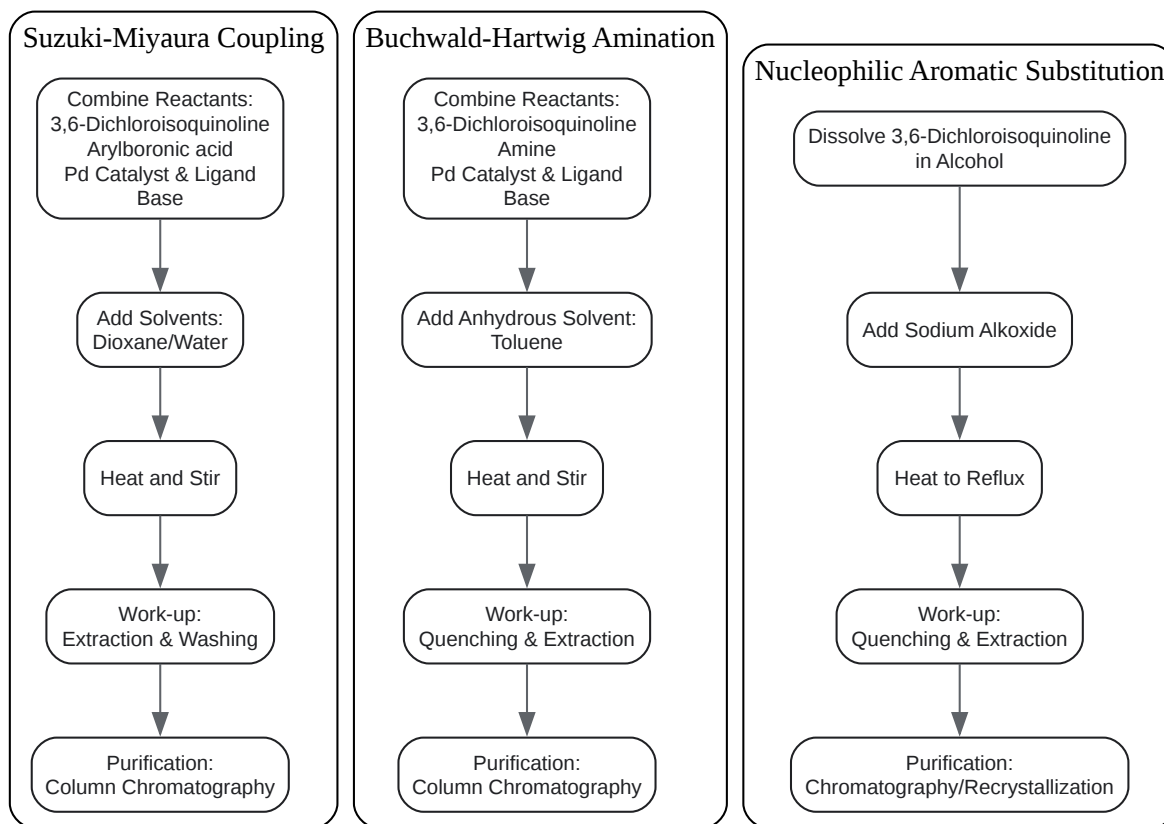 Suzuki-Miyaura Coupling
Combine Reactants:
3,6-Dichloroisoquinoline
Arylboronic acid
Pd Catalyst & Ligand
Base
Add Solvents:
Dioxane/Water
Heat and Stir
Work-up:
Extraction & Washing
Purification:
Column Chromatography
Buchwald-Hartwig Amination
Combine Reactants:
3,6-Dichloroisoquinoline
Amine
Pd Catalyst & Ligand
Base
Add Anhydrous Solvent:
Toluene
Heat and Stir
Work-up:
Quenching & Extraction
Purification:
Column Chromatography
Nucleophilic Aromatic Substitution
Dissolve 3,6-Dichloroisoquinoline
in Alcohol
Add Sodium Alkoxide
Heat to Reflux
Work-up:
Quenching & Extraction
Purification:
Chromatography/Recrystallization